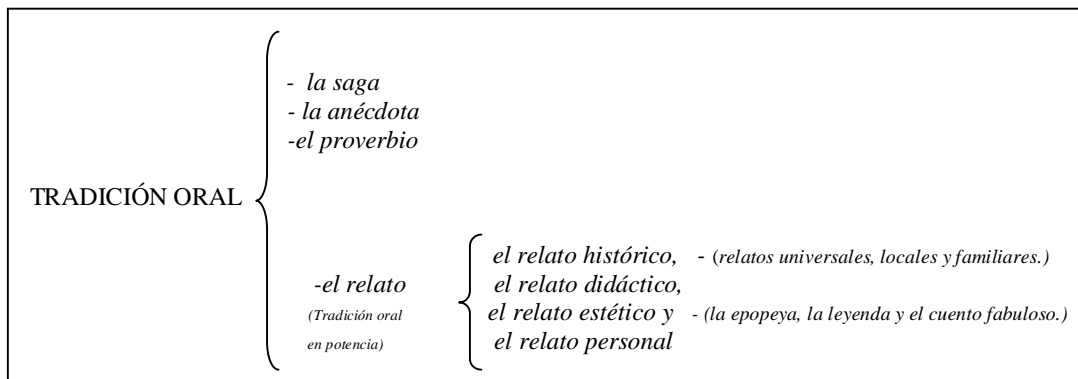 - la saga
- la anécdota
-el proverbio
TRADICIÓN ORAL
el relato histórico, - (relatos universales, locales y familiares.)
-el relato el relato didáctico,
(Tradición oral el relato estético y - (la epopeya, la leyenda y el cuento fabuloso.)
en potencia) el relato personal